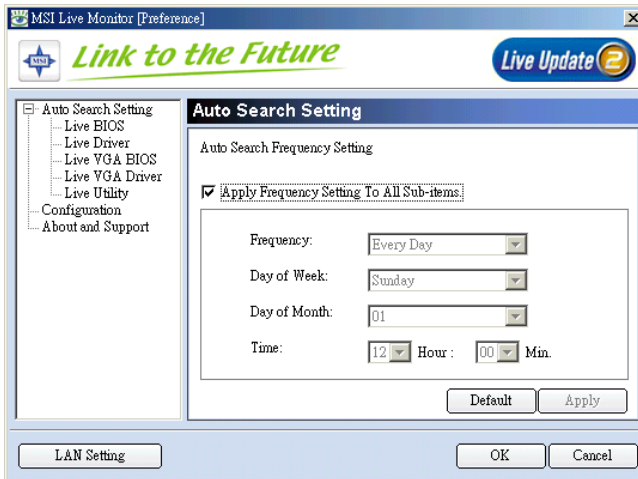 MSI Live Monitor [Preference]
MSI
Link to the Future
Live Update 2
Auto Search Setting
Live BIOS
Live Driver
Live VGA BIOS
Live VGA Driver
Live Utility
Configuration
About and Support
Auto Search Setting
Auto Search Frequency Setting
Apply Frequency Setting To All Sub-items.
Frequency: Every Day
Day of Week: Sunday
Day of Month: 01
Time: 12 Hour : 00 Min.
Default Apply
LAN Setting OK Cancel